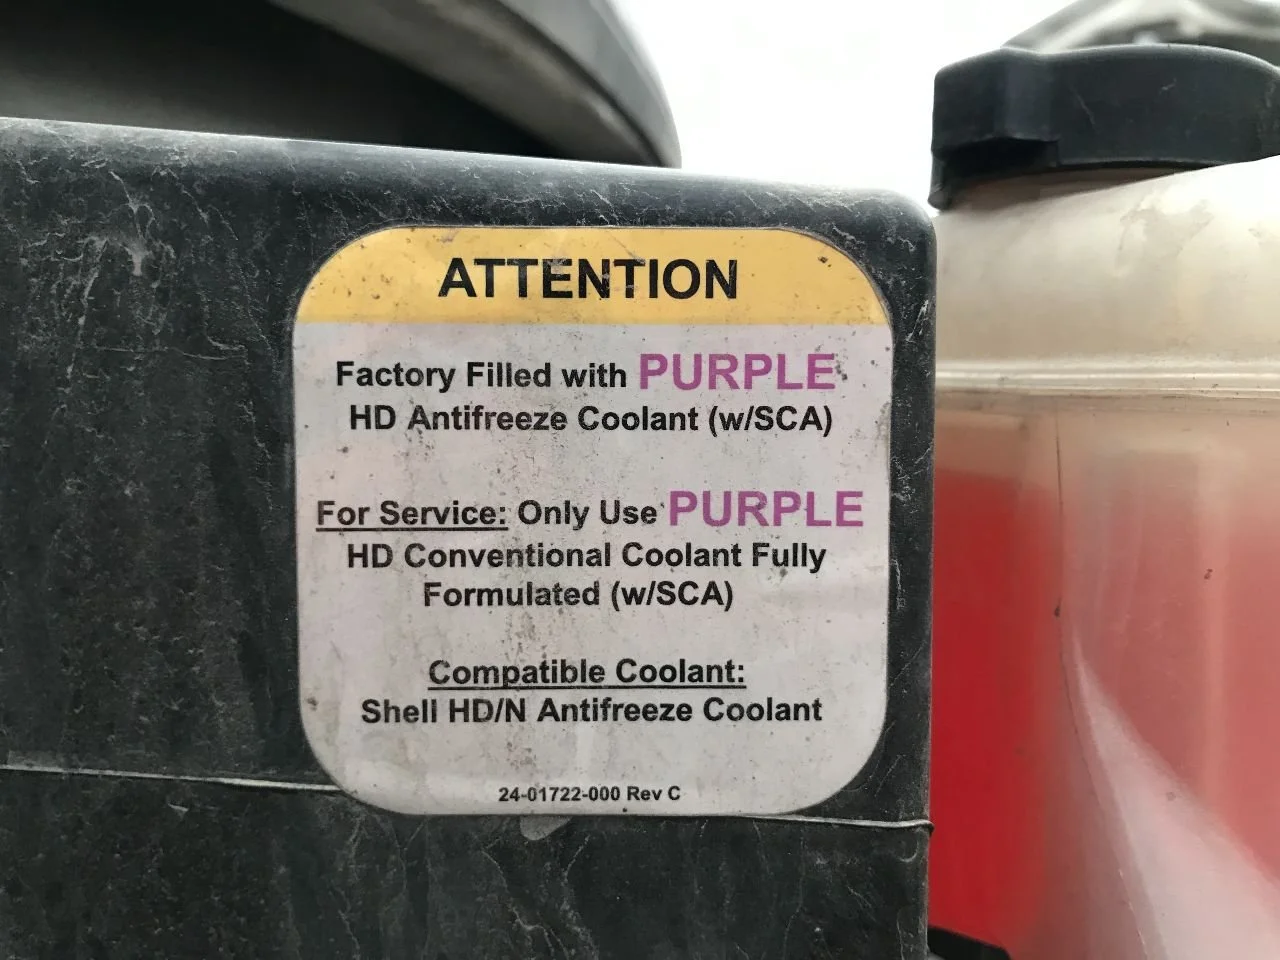 ATTENTION
Factory Filled with PURPLE
HD Antifreeze Coolant (w/SCA)
For Service: Only Use PURPLE
HD Conventional Coolant Fully
Formulated (w/SCA)
Compatible Coolant:
Shell HD/N Antifreeze Coolant
24-01722-000 Rev C